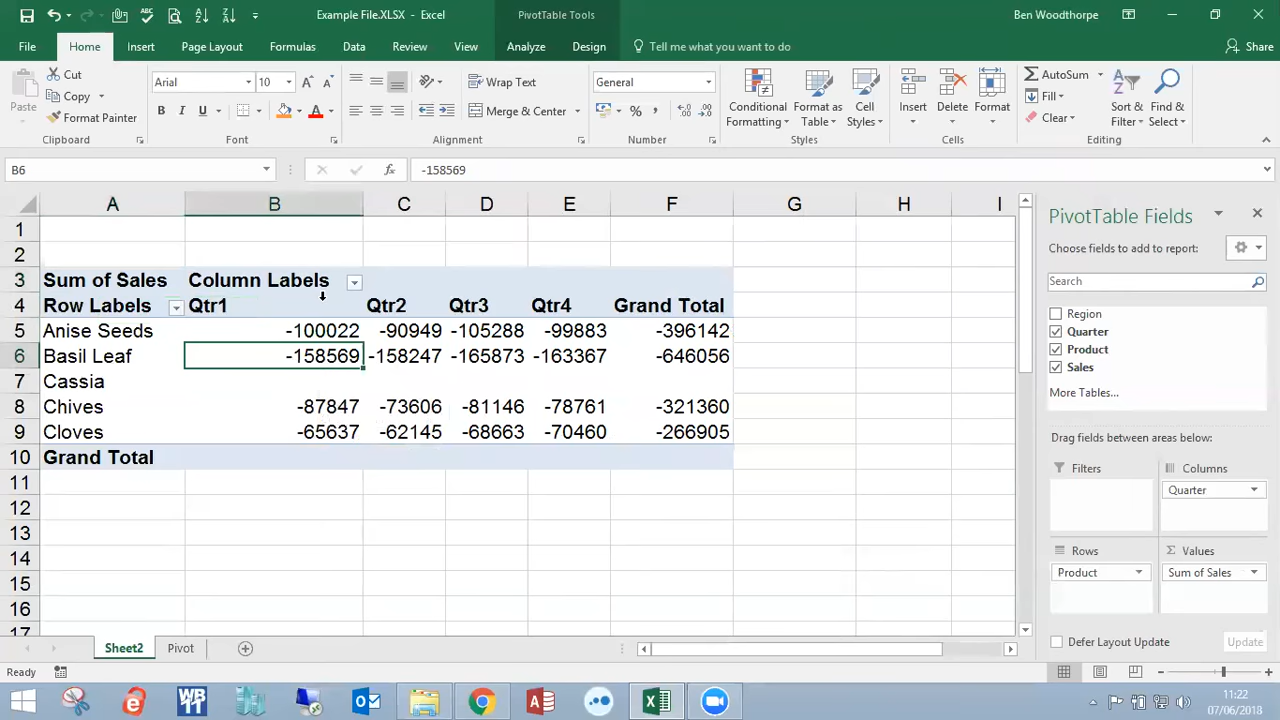 Example File.XLSX - Excel
PivotTable Tools
Ben Woodthorpe
File Home Insert Page Layout Formulas Data Review View Analyze Design Tell me what you want to do Share
Paste
Cut
Copy
Format Painter
Clipboard
Arial 10
B I U
Font
Wrap Text
Merge & Center
Alignment
General
%
Number
Conditional Formatting
Format as Table
Cell Styles
Styles
Insert
Delete
Format
Cells
AutoSum
Fill
Clear
Sort & Filter
Find & Select
Editing
B6
fx
-158569
A B C D E F G H I
1
2
3 Sum of Sales Column Labels
4 Row Labels Qtr1 Qtr2 Qtr3 Qtr4 Grand Total
5 Anise Seeds -100022 -90949 -105288 -99883 -396142
6 Basil Leaf -158569 -158247 -165873 -163367 -646056
7 Cassia
8 Chives -87847 -73606 -81146 -78761 -321360
9 Cloves -65637 -62145 -68663 -70460 -266905
10 Grand Total
11
12
13
14
15
16
17
PivotTable Fields
Choose fields to add to report:
Search
Region
Quarter
Product
Sales
More Tables...
Drag fields between areas below:
Filters
Columns
Quarter
Rows
Product
Σ Values
Sum of Sales
Defer Layout Update
Update
Sheet2 Pivot
Ready
11:22
07/06/2018